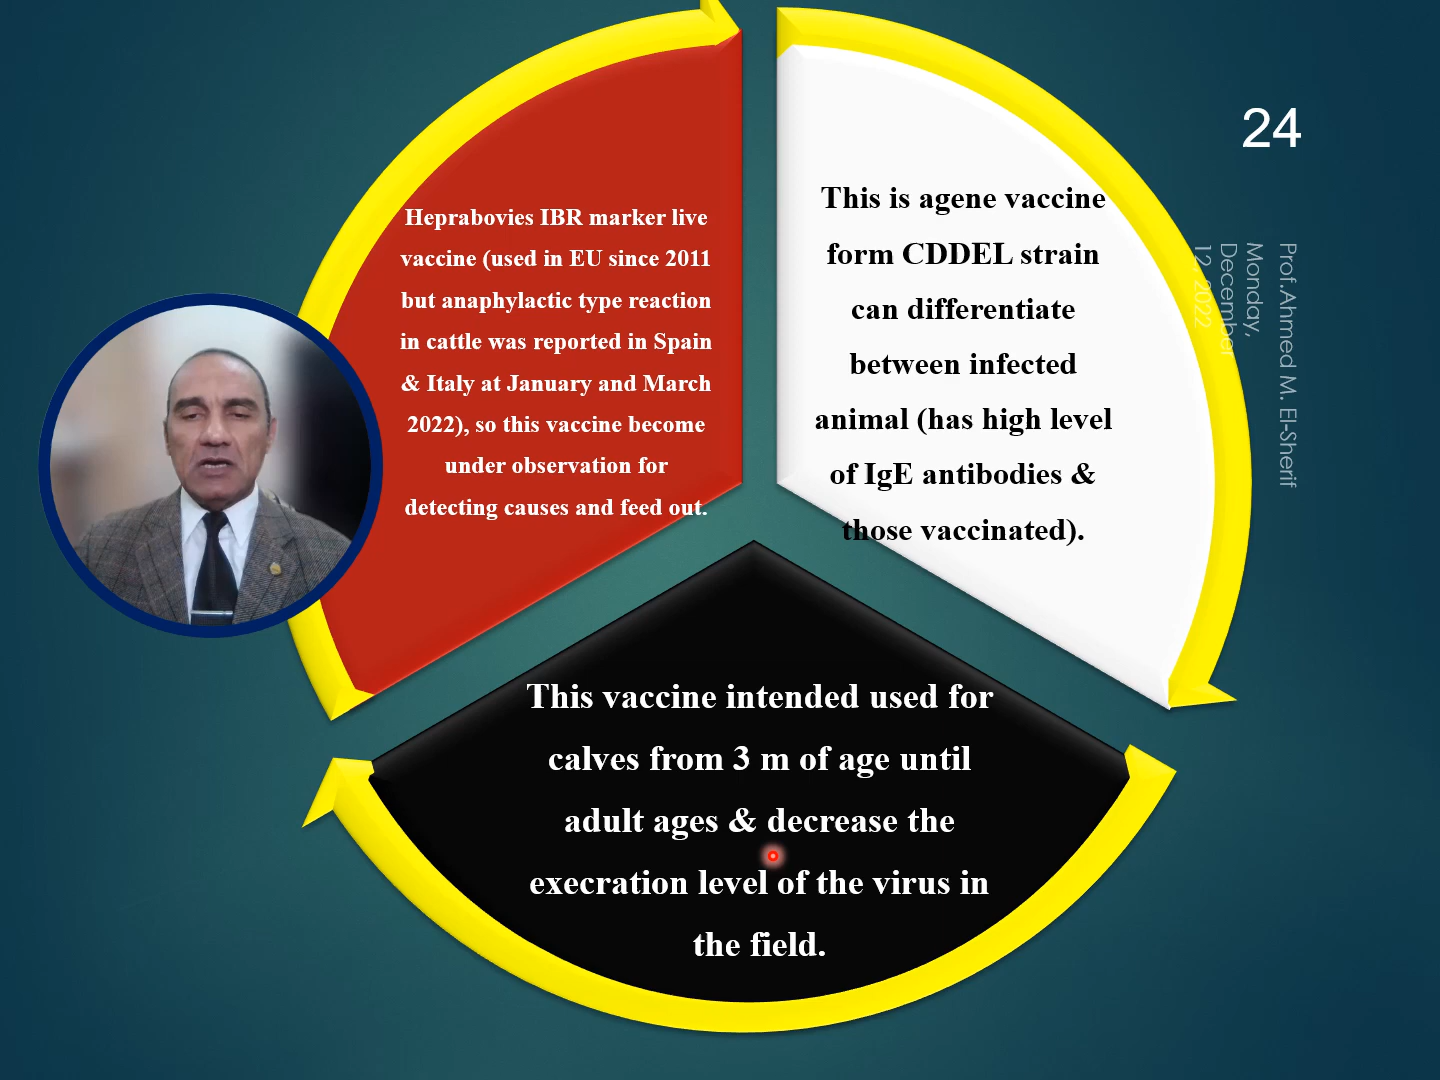 24
Heprabovies IBR marker live
vaccine (used in EU since 2011
but anaphylactic type reaction
in cattle was reported in Spain
& Italy at January and March
2022), so this vaccine become
under observation for
detecting causes and feed out.
This is agene vaccine
form CDDEL strain
can differentiate
between infected
animal (has high level
of IgE antibodies &
those vaccinated).
This vaccine intended used for
calves from 3 m of age until
adult ages & decrease the
execration level of the virus in
the field.
Prof.Ahmed M. El-Sherif
Monday,
December
12, 2022